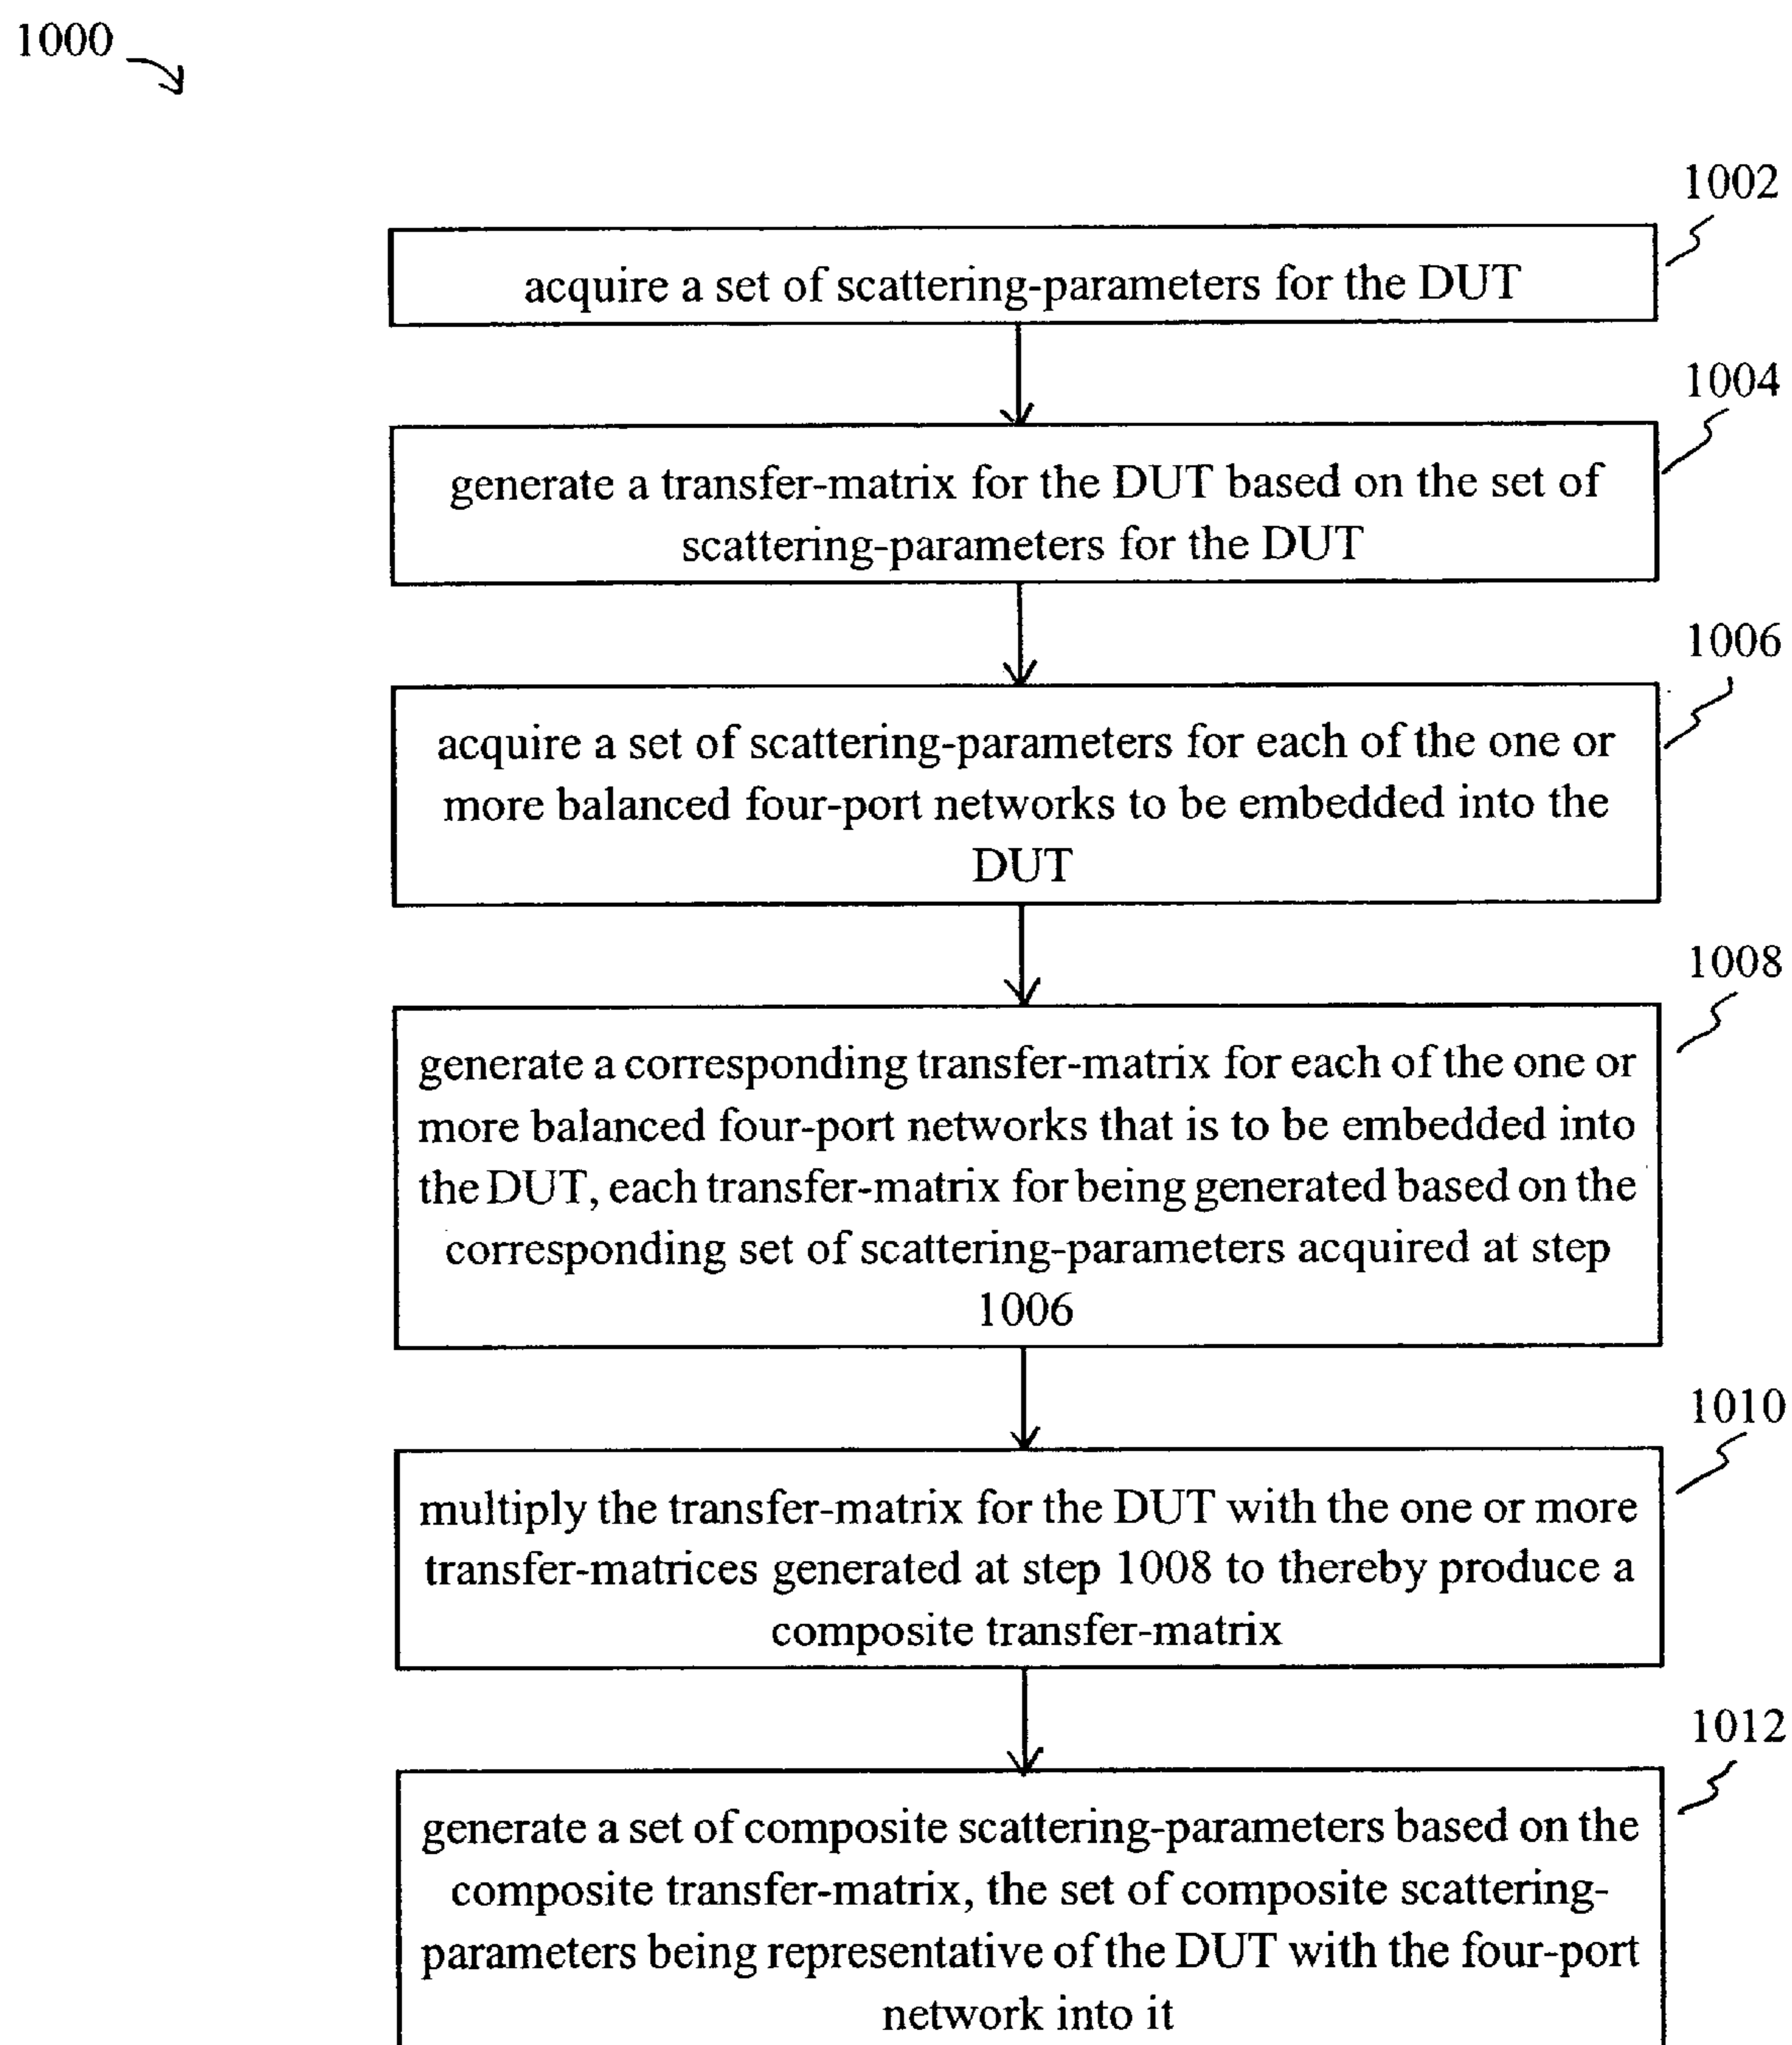 1000
1002
acquire a set of scattering-parameters for the DUT
1004
generate a transfer-matrix for the DUT based on the set of
scattering-parameters for the DUT
1006
acquire a set of scattering-parameters for each of the one or
more balanced four-port networks to be embedded into the
DUT
1008
generate a corresponding transfer-matrix for each of the one or
more balanced four-port networks that is to be embedded into
the DUT, each transfer-matrix for being generated based on the
corresponding set of scattering-parameters acquired at step
1006
1010
multiply the transfer-matrix for the DUT with the one or more
transfer-matrices generated at step 1008 to thereby produce a
composite transfer-matrix
1012
generate a set of composite scattering-parameters based on the
composite transfer-matrix, the set of composite scattering-
parameters being representative of the DUT with the four-port
network into it